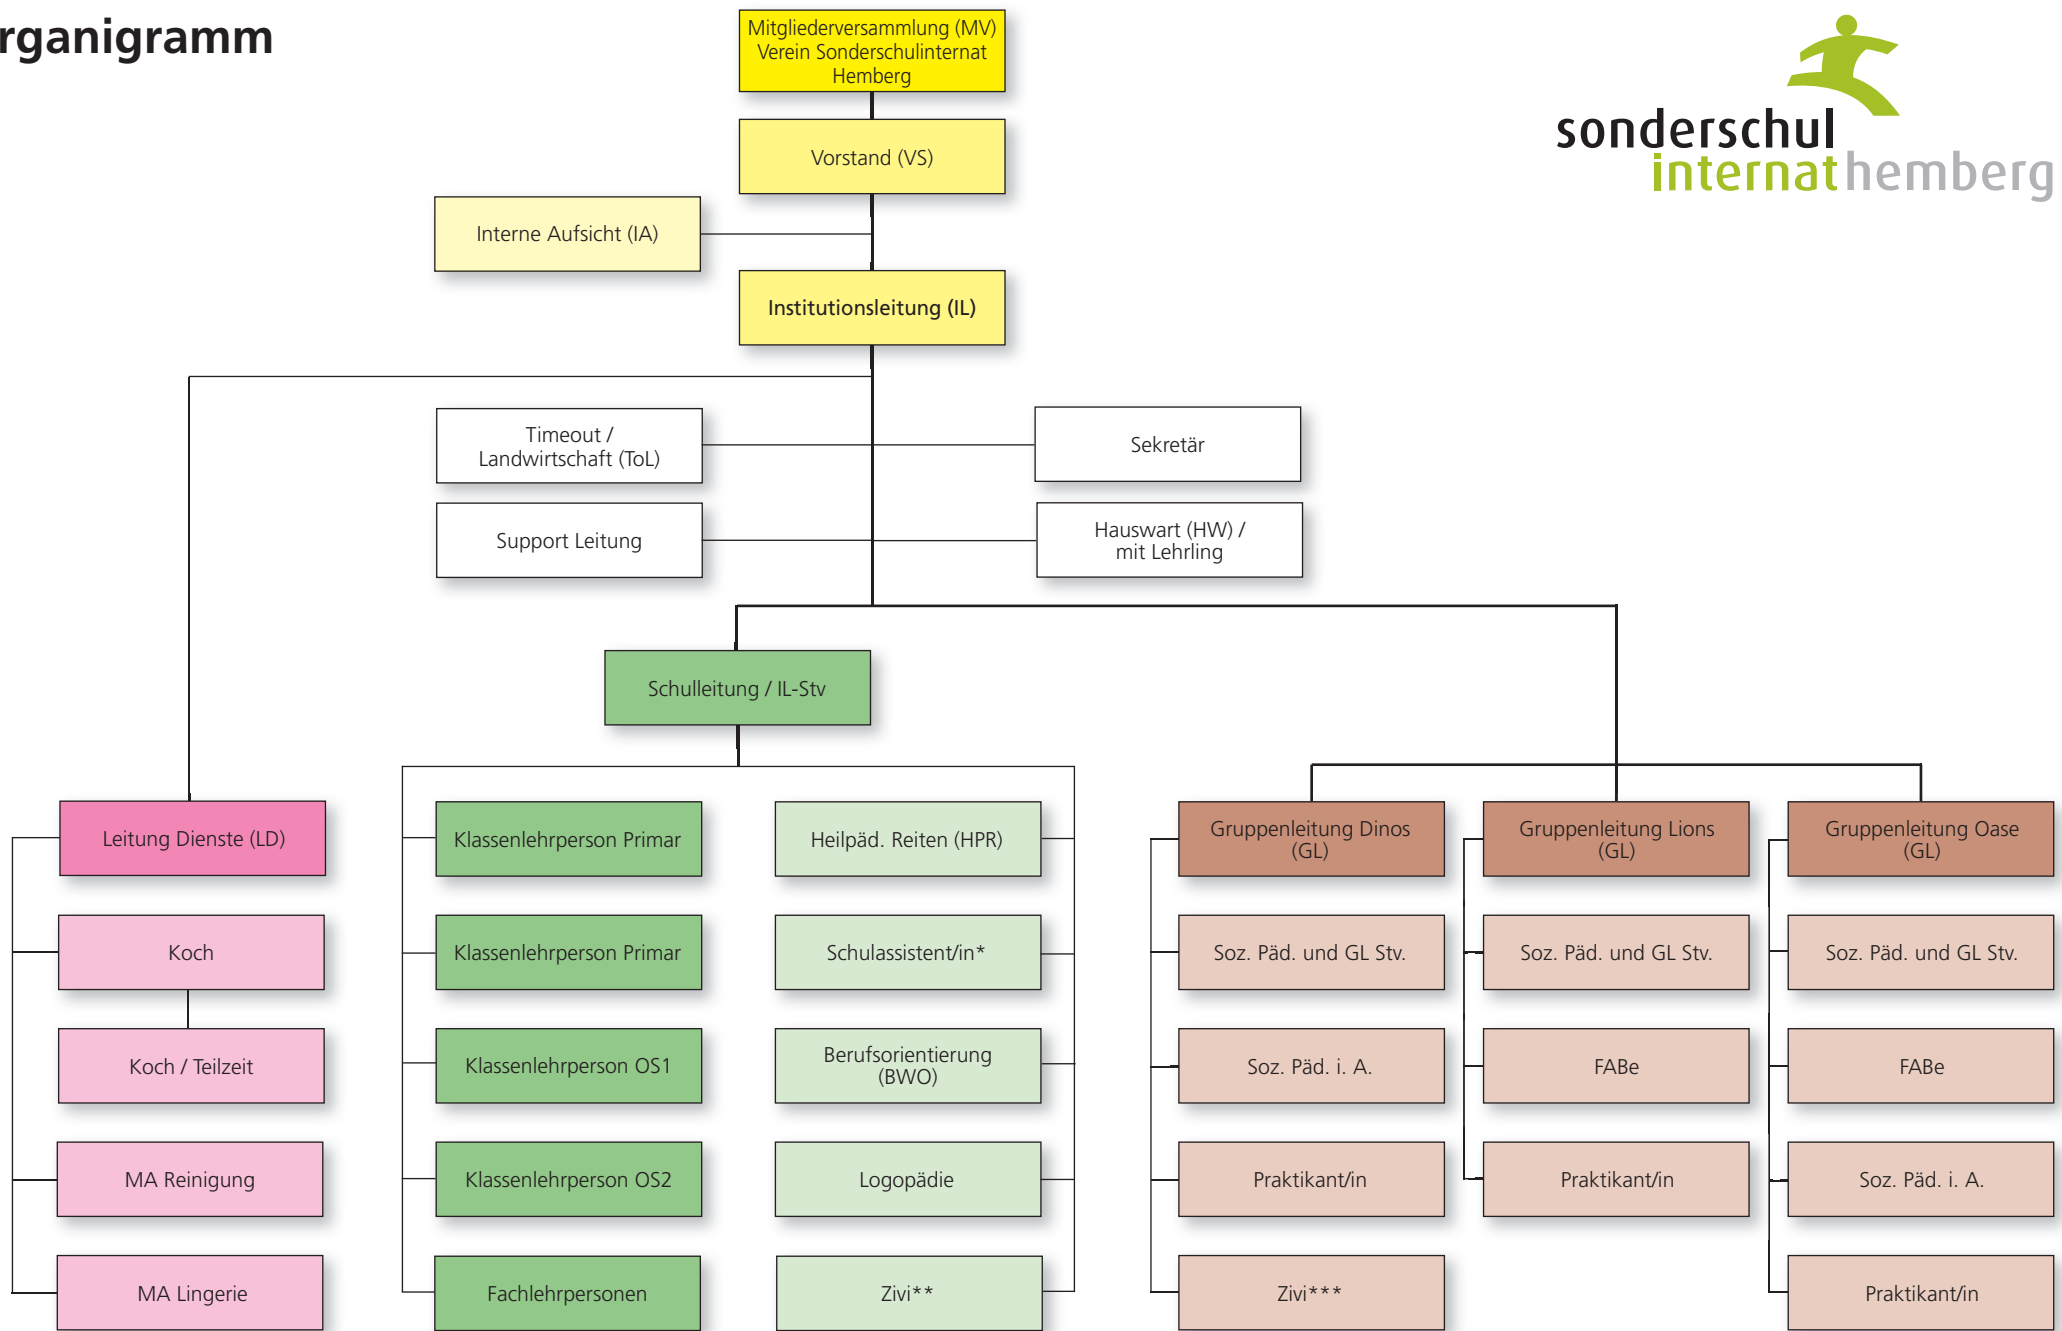 rganigramm
Mitgliederversammlung (MV)
Verein Sonderschulinternat
Hemberg
sonderschul
internathemberg
Vorstand (VS)
Interne Aufsicht (IA)
Institutionsleitung (IL)
Timeout /
Landwirtschaft (ToL)
Sekretär
Support Leitung
Hauswart (HW) /
mit Lehrling
Schulleitung / IL-Stv
Leitung Dienste (LD)
Koch
Koch / Teilzeit
MA Reinigung
MA Lingerie
Klassenlehrperson Primar
Klassenlehrperson Primar
Klassenlehrperson OS1
Klassenlehrperson OS2
Fachlehrpersonen
Heilpäd. Reiten (HPR)
Schulassistent/in*
Berufsorientierung
(BWO)
Logopädie
Zivi**
Gruppenleitung Dinos
(GL)
Soz. Päd. und GL Stv.
Soz. Päd. i. A.
Praktikant/in
Zivi***
Gruppenleitung Lions
(GL)
Soz. Päd. und GL Stv.
FABe
Praktikant/in
Gruppenleitung Oase
(GL)
Soz. Päd. und GL Stv.
FABe
Soz. Päd. i. A.
Praktikant/in